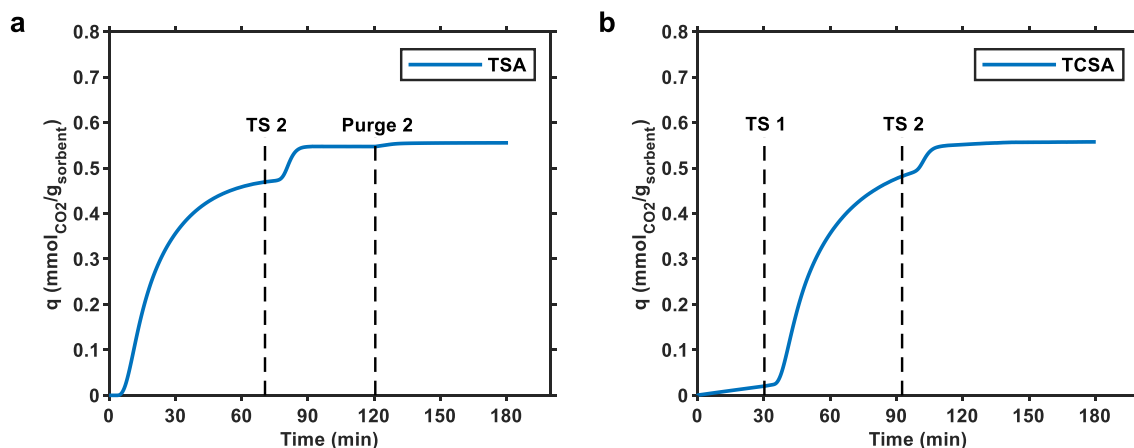 a
TSA
TS 2
Purge 2
q (mmolCO2/gsorbent)
0.8
0.7
0.6
0.5
0.4
0.3
0.2
0.1
0
0 30 60 90 120 150 180
Time (min)
b
TCSA
TS 1
TS 2
q (mmolCO2/gsorbent)
0.8
0.7
0.6
0.5
0.4
0.3
0.2
0.1
0
0 30 60 90 120 150 180
Time (min)